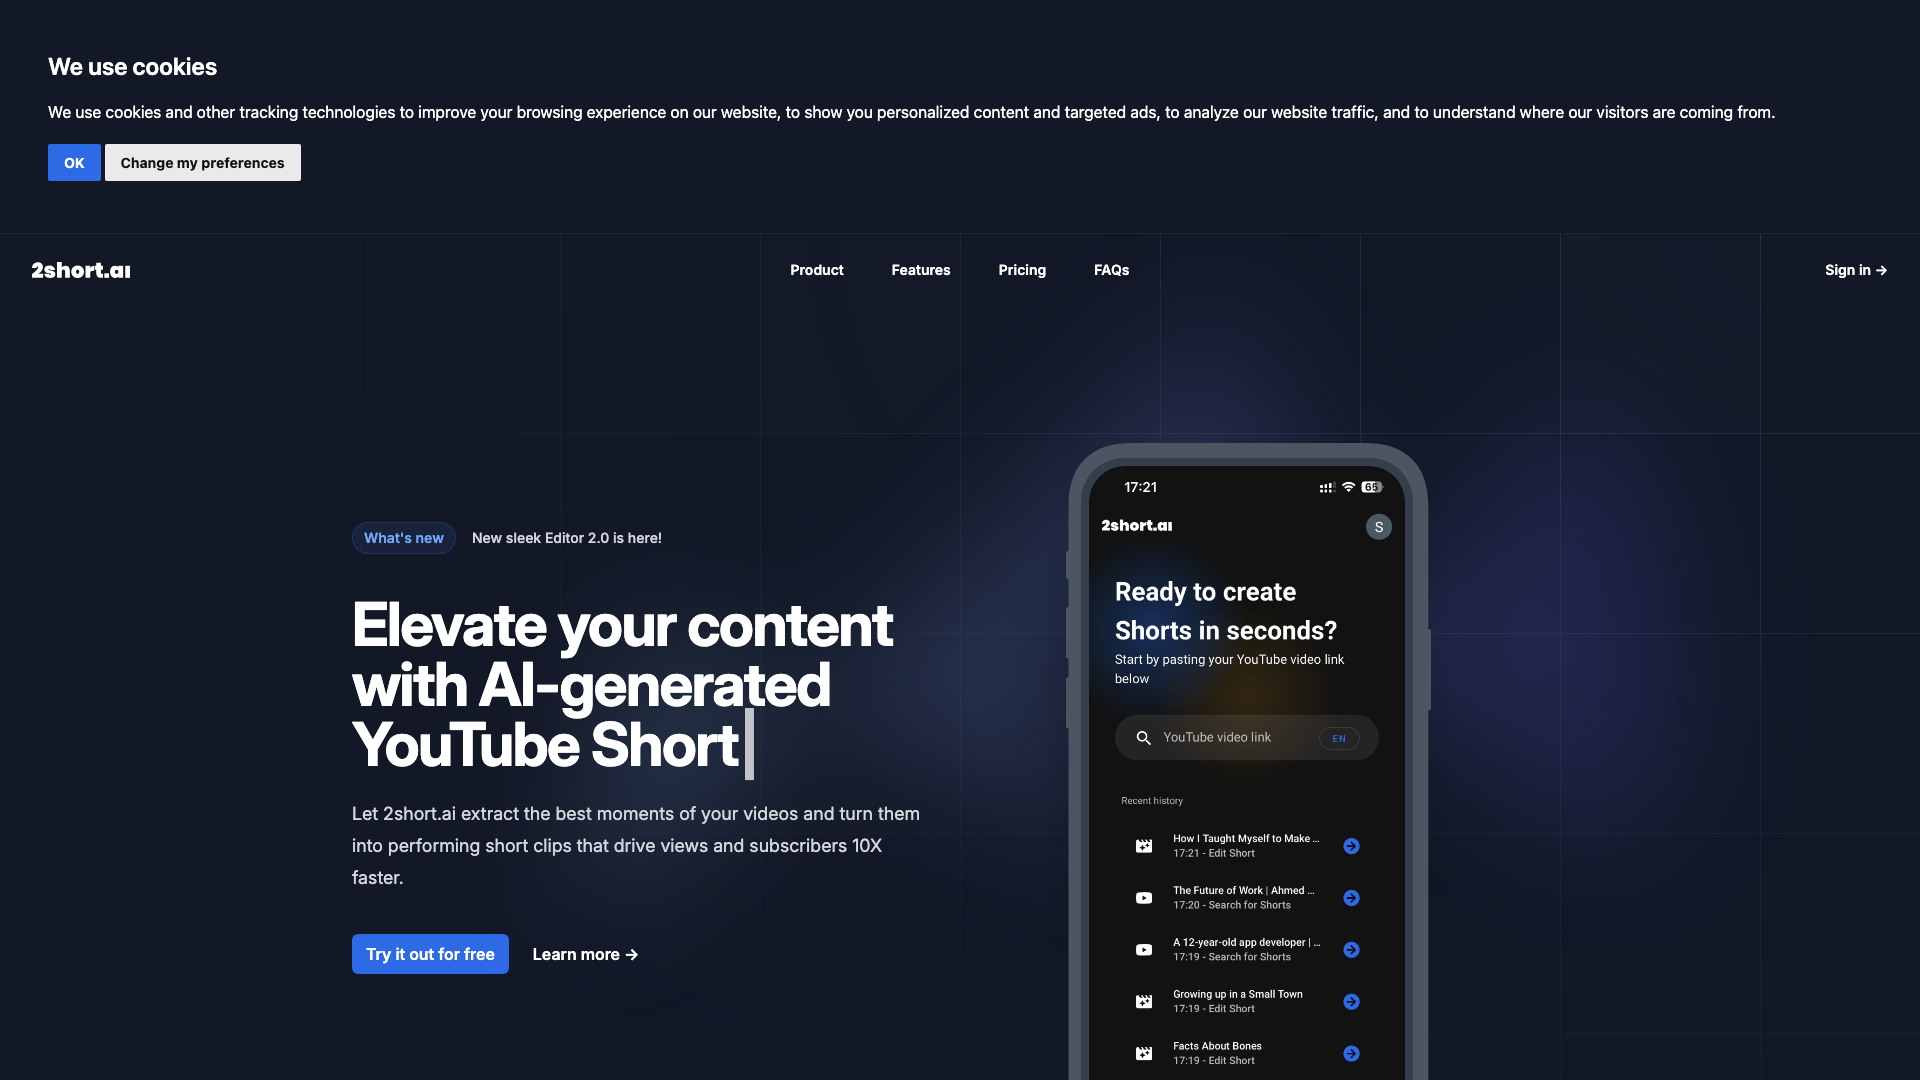 We use cookies
We use cookies and other tracking technologies to improve your browsing experience on our website, to show you personalized content and targeted ads, to analyze our website traffic, and to understand where our visitors are coming from.
OK
Change my preferences
2short.ai
Product
Features
Pricing
FAQs
Sign in →
What's new
New sleek Editor 2.0 is here!
Elevate your content
with AI-generated
YouTube Short
Let 2short.ai extract the best moments of your videos and turn them
into performing short clips that drive views and subscribers 10X
faster.
Try it out for free
Learn more →
17:21
65
2short.ai
S
Ready to create
Shorts in seconds?
Start by pasting your YouTube video link
below
YouTube video link
EN
Recent history
How I Taught Myself to Make ...
17:21 - Edit Short
The Future of Work | Ahmed ...
17:20 - Search for Shorts
A 12-year-old app developer | ...
17:19 - Search for Shorts
Growing up in a Small Town
17:19 - Edit Short
Facts About Bones
17:19 - Edit Short